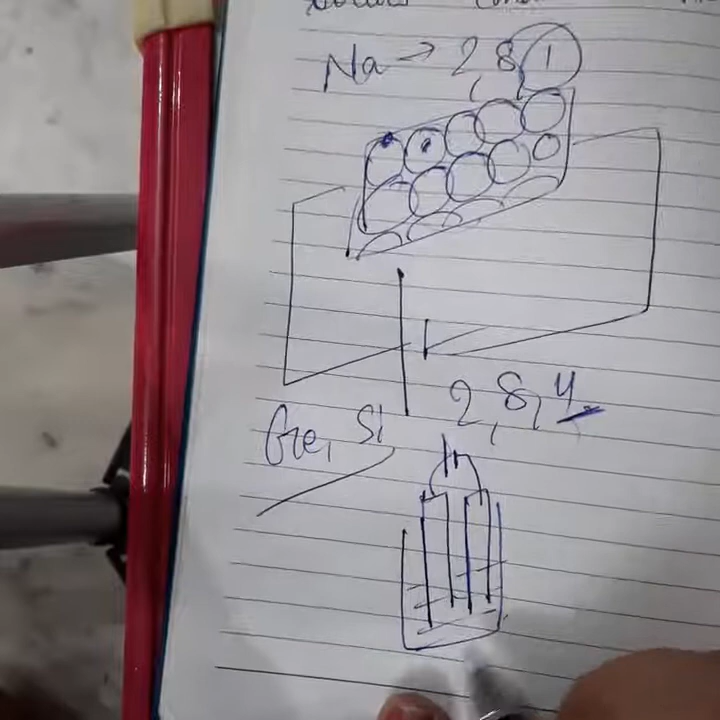 Na → 2, 8, 1
2, 8, 4
Ge, Si